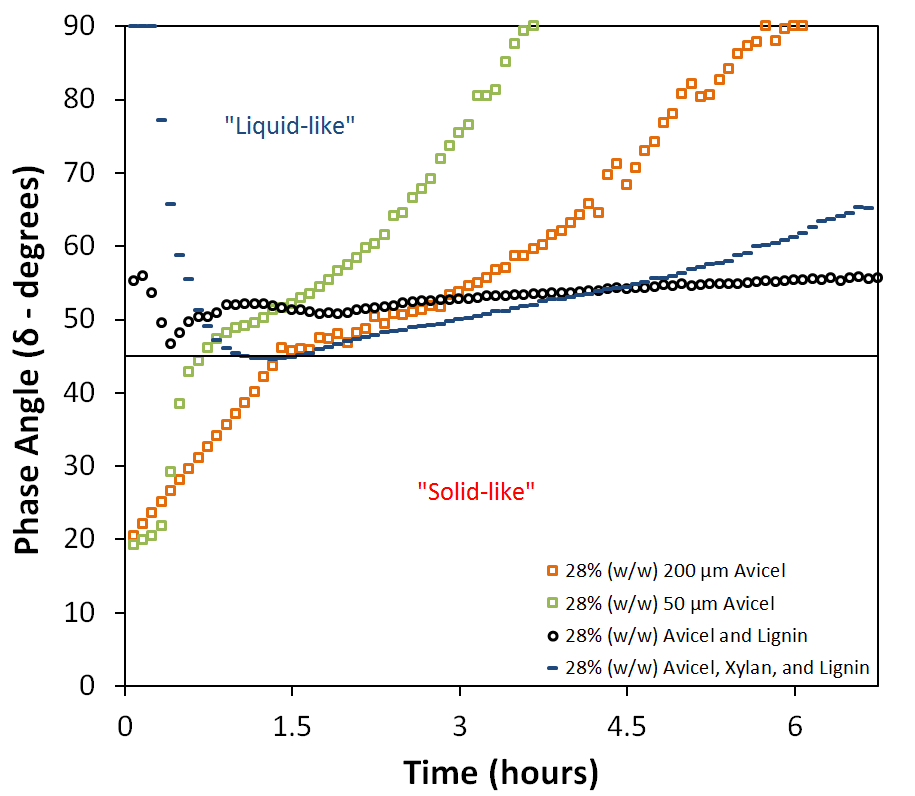 90
80
70
60
50
40
30
20
10
0
Phase Angle (δ - degrees)
"Liquid-like"
"Solid-like"
28% (w/w) 200 µm Avicel
28% (w/w) 50 µm Avicel
28% (w/w) Avicel and Lignin
28% (w/w) Avicel, Xylan, and Lignin
0 1.5 3 4.5 6
Time (hours)